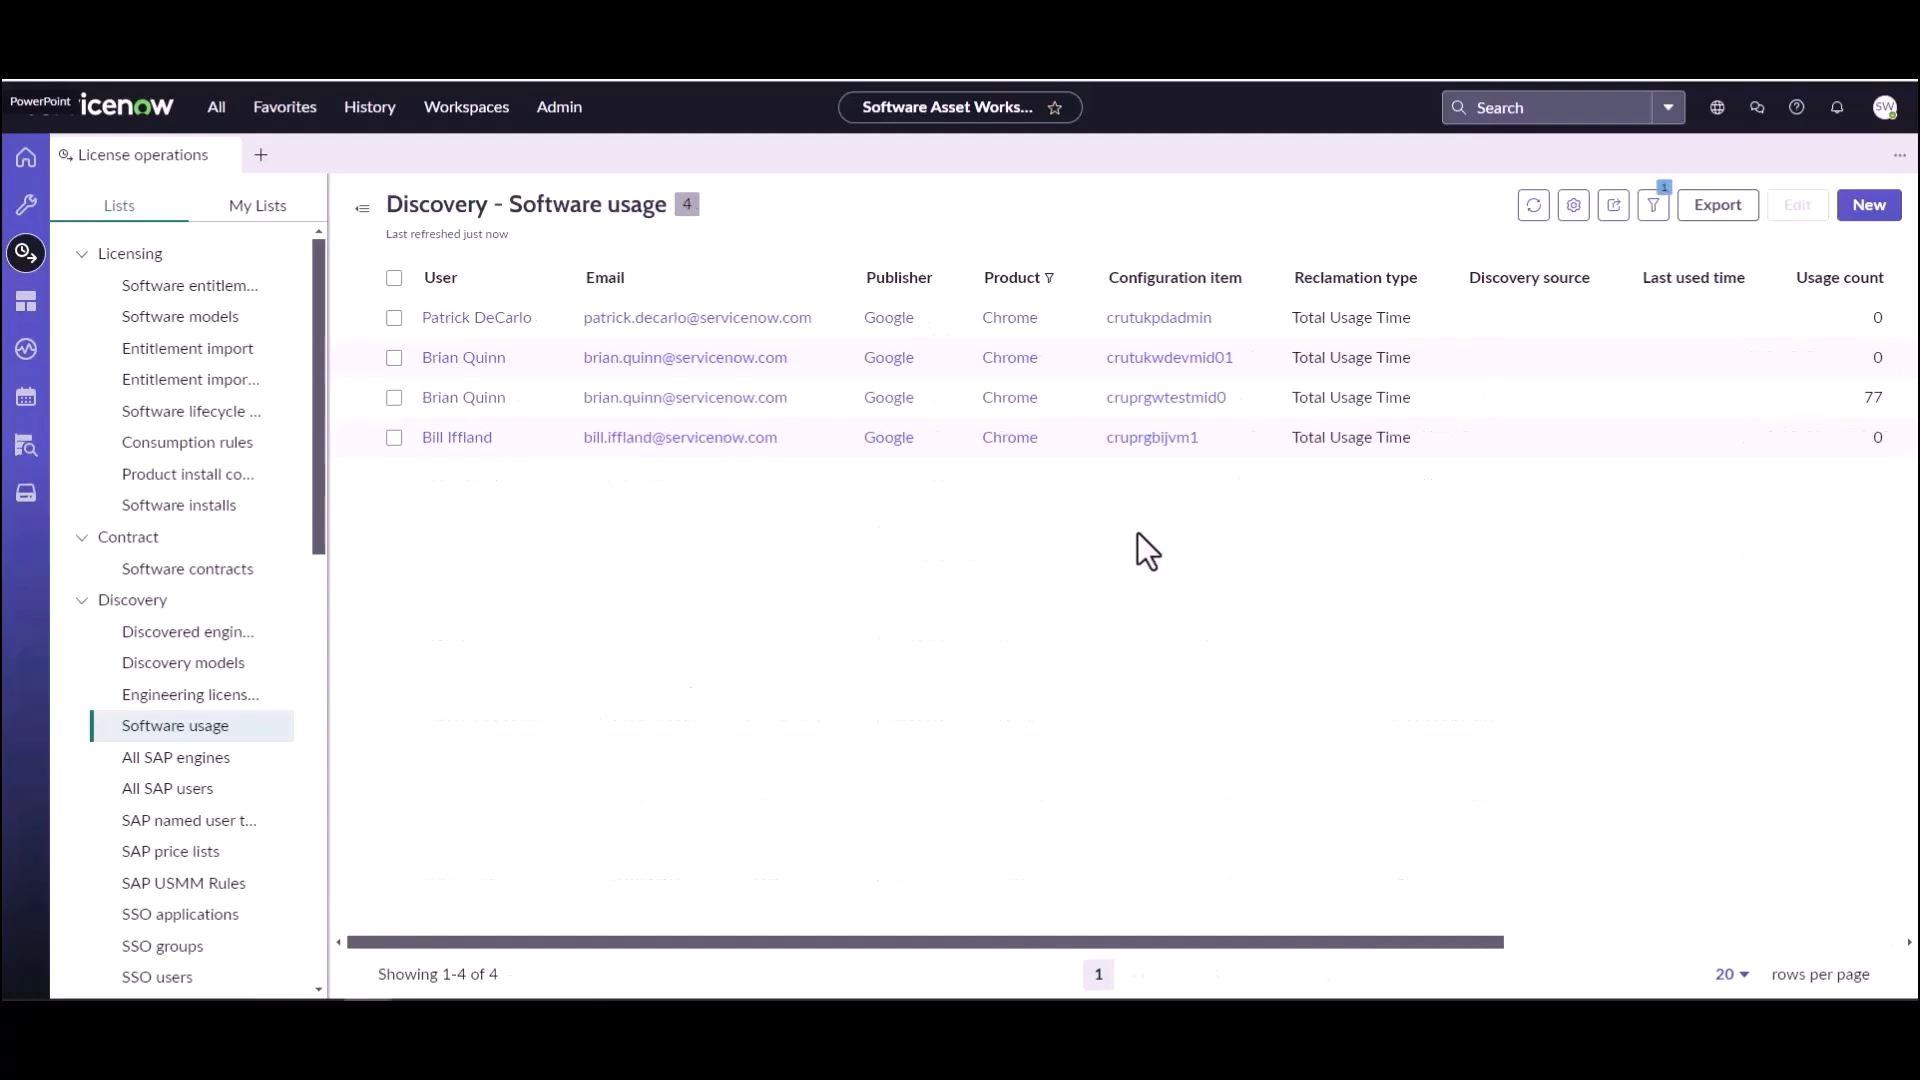 PowerPoint icenow All Favorites History Workspaces Admin Software Asset Works... Search SW
License operations
Lists My Lists
Discovery - Software usage 4
1
Export Edit New
Last refreshed just now
User Email Publisher Product Configuration item Reclamation type Discovery source Last used time Usage count
Patrick DeCarlo patrick.decarlo@servicenow.com Google Chrome crutukpdadmin Total Usage Time 0
Brian Quinn brian.quinn@servicenow.com Google Chrome crutukwdevmid01 Total Usage Time 0
Brian Quinn brian.quinn@servicenow.com Google Chrome cruprgwtestmid0 Total Usage Time 77
Bill Iffland bill.iffland@servicenow.com Google Chrome cruprgbijvm1 Total Usage Time 0
Licensing
Software entitlem...
Software models
Entitlement import
Entitlement impor...
Software lifecycle ...
Consumption rules
Product install co...
Software installs
Contract
Software contracts
Discovery
Discovered engin...
Discovery models
Engineering licens...
Software usage
All SAP engines
All SAP users
SAP named user t...
SAP price lists
SAP USMM Rules
SSO applications
SSO groups
SSO users
Showing 1-4 of 4 1 20 rows per page